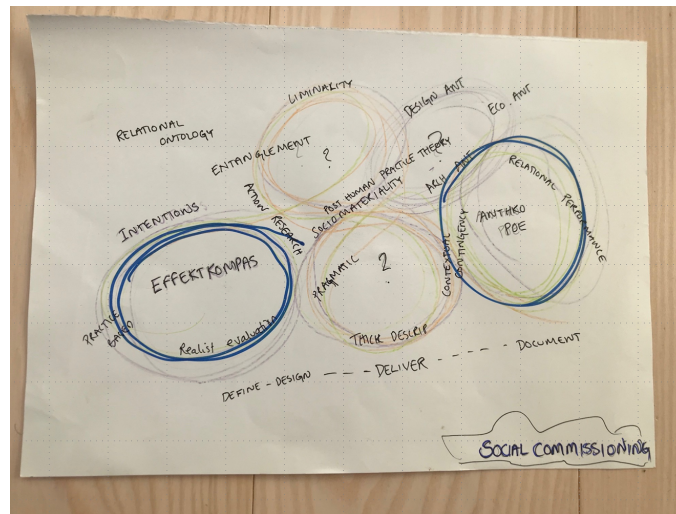 LIMINALITY
DESIGN ANT
ECO. ANT
RELATIONAL
ONTOLOGY
ENTANGLEMENT
?
?
POST HUMAN PRACTICE THEORY
SOCIOMATERIALITY
ARCH ANT
RELATIONAL PERFORMANCE
ACTION RESEARCH
INTENTIONS
ANTHRO
POE
EFFEKTKOMPAS
PRAGMATIC
?
CONTEXTUAL
CONTINGENCY
PRACTICE
BASED
Realist evaluation
THICK DESCRIP
DEFINE - DESIGN --- DELIVER ----- DOCUMENT
SOCIAL COMMISSIONING